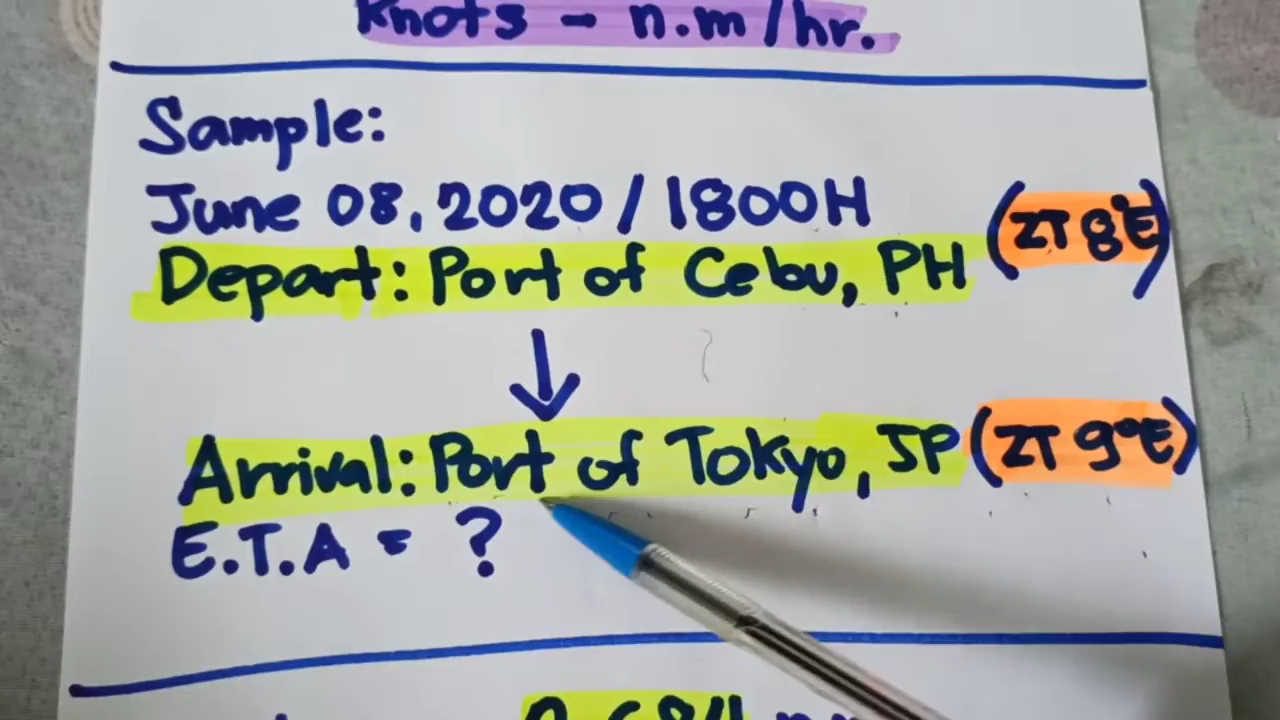 Knots - n.m/hr.
Sample:
June 08, 2020 / 1800H
Depart: Port of Cebu, PH (ZT 8°E)
Arrival: Port of Tokyo, JP (ZT 9°E)
E.T.A = ?